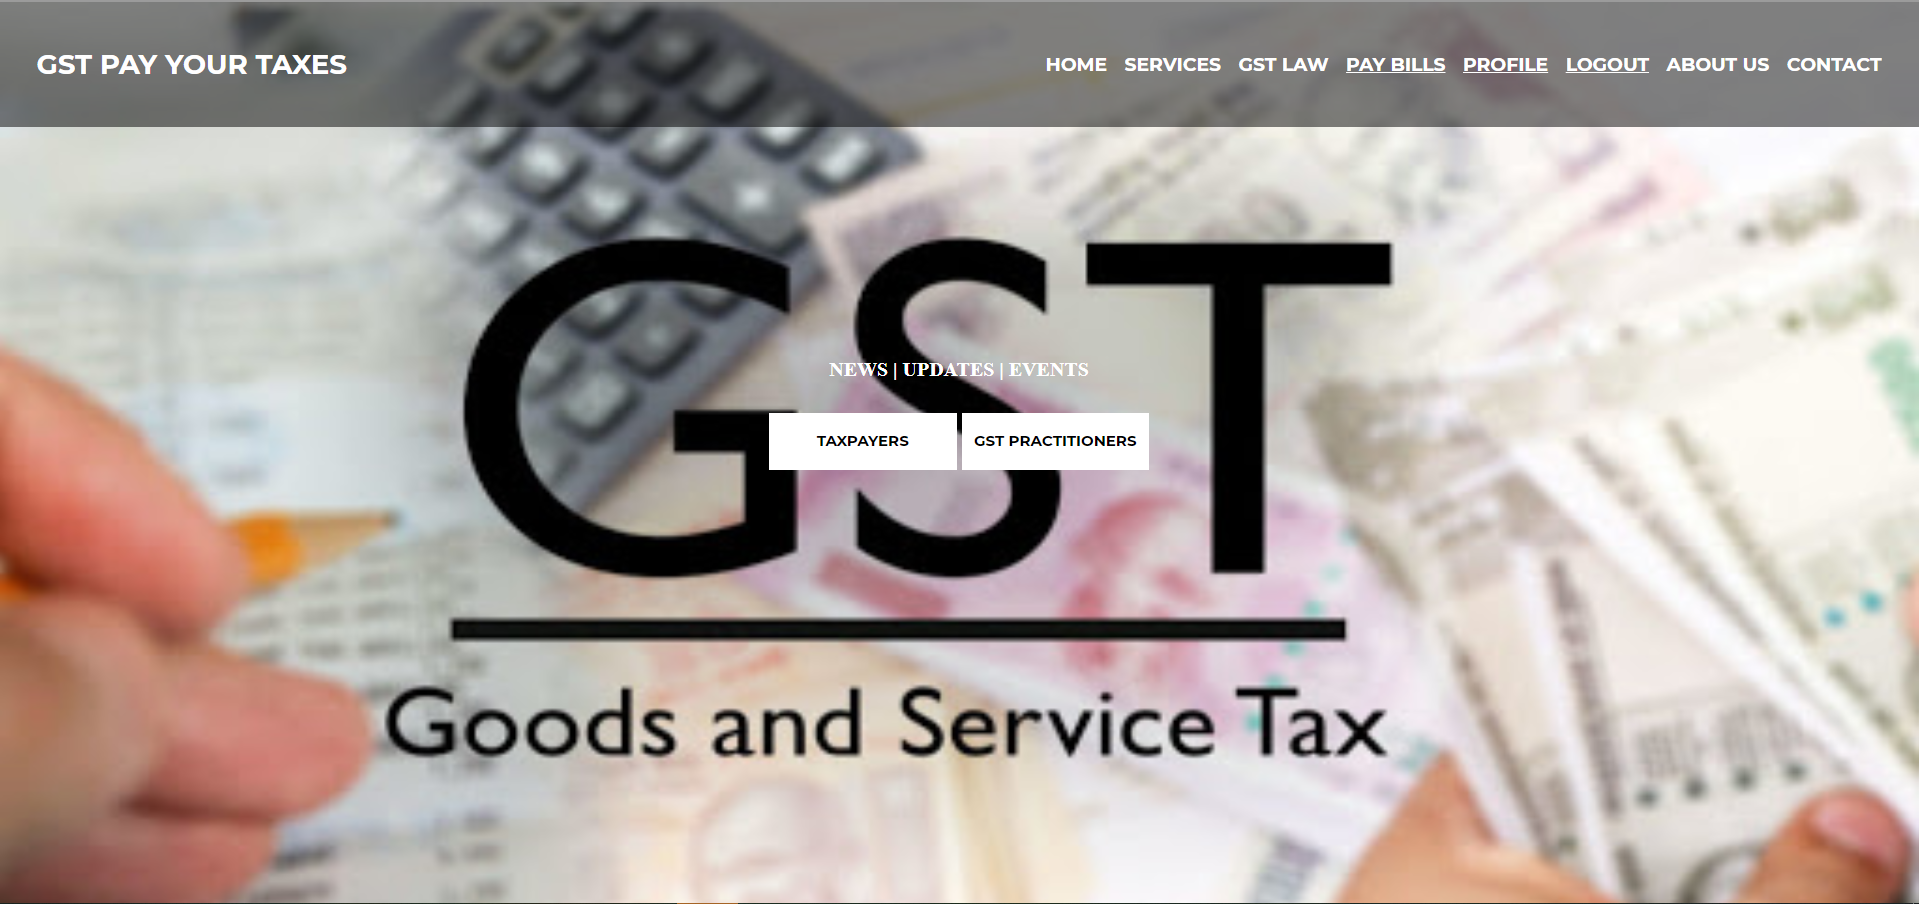 GST PAY YOUR TAXES
HOME SERVICES GST LAW PAY BILLS PROFILE LOGOUT ABOUT US CONTACT
GST
NEWS | UPDATES | EVENTS
TAXPAYERS GST PRACTITIONERS
Goods and Service Tax